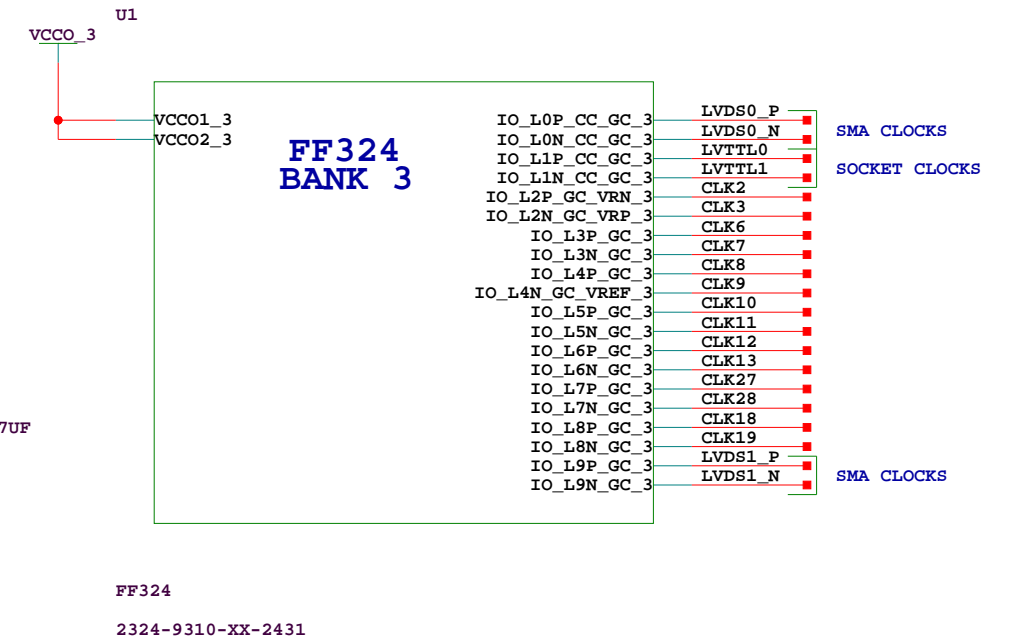 U1
VCCO_3
VCCO1_3
VCCO2_3
FF324
BANK 3
IO_L0P_CC_GC_3 LVDS0_P
IO_L0N_CC_GC_3 LVDS0_N
SMA CLOCKS
IO_L1P_CC_GC_3 LVTTL0
IO_L1N_CC_GC_3 LVTTL1
SOCKET CLOCKS
IO_L2P_GC_VRN_3 CLK2
IO_L2N_GC_VRP_3 CLK3
IO_L3P_GC_3 CLK6
IO_L3N_GC_3 CLK7
IO_L4P_GC_3 CLK8
IO_L4N_GC_VREF_3 CLK9
IO_L5P_GC_3 CLK10
IO_L5N_GC_3 CLK11
IO_L6P_GC_3 CLK12
IO_L6N_GC_3 CLK13
IO_L7P_GC_3 CLK27
IO_L7N_GC_3 CLK28
IO_L8P_GC_3 CLK18
IO_L8N_GC_3 CLK19
IO_L9P_GC_3 LVDS1_P
IO_L9N_GC_3 LVDS1_N
SMA CLOCKS
7UF
FF324
2324-9310-XX-2431